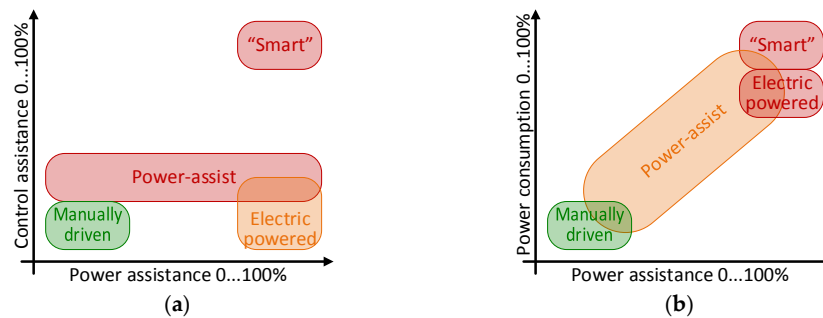 Control assistance 0...100%
“Smart”
Power-assist
Manually
driven
Electric
powered
Power assistance 0...100%
(a)
Power consumption 0...100%
“Smart”
Electric
powered
Power-assist
Manually
driven
Power assistance 0...100%
(b)